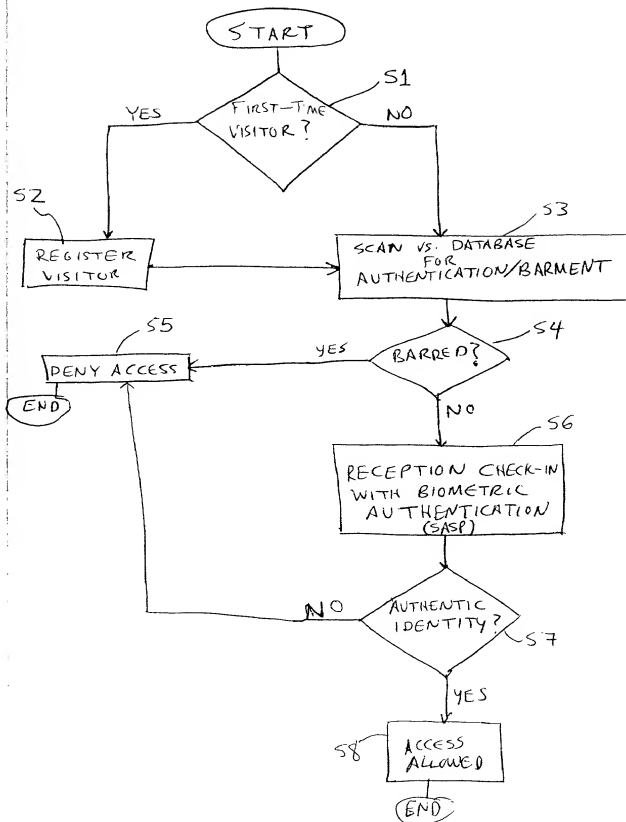 START
S1
FIRST-TIME
VISITOR?
YES
NO
S2
REGISTER
VISITOR
S3
SCAN VS. DATABASE
FOR
AUTHENTICATION/BARMENT
S4
BARRED?
YES
S5
DENY ACCESS
END
NO
S6
RECEPTION CHECK-IN
WITH BIOMETRIC
AUTHENTICATION
(SASP)
AUTHENTIC
IDENTITY?
S7
NO
YES
S8
ACCESS
ALLOWED
END